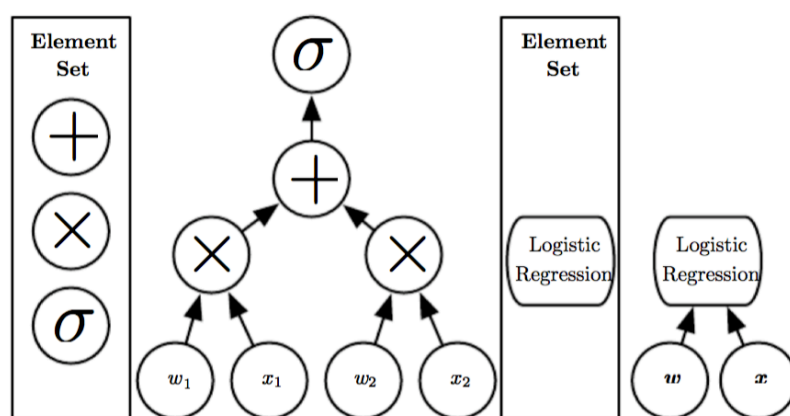 Element
Set
+
×
σ
σ
+
×
×
w₁
x₁
w₂
x₂
Element
Set
Logistic
Regression
Logistic
Regression
w
x